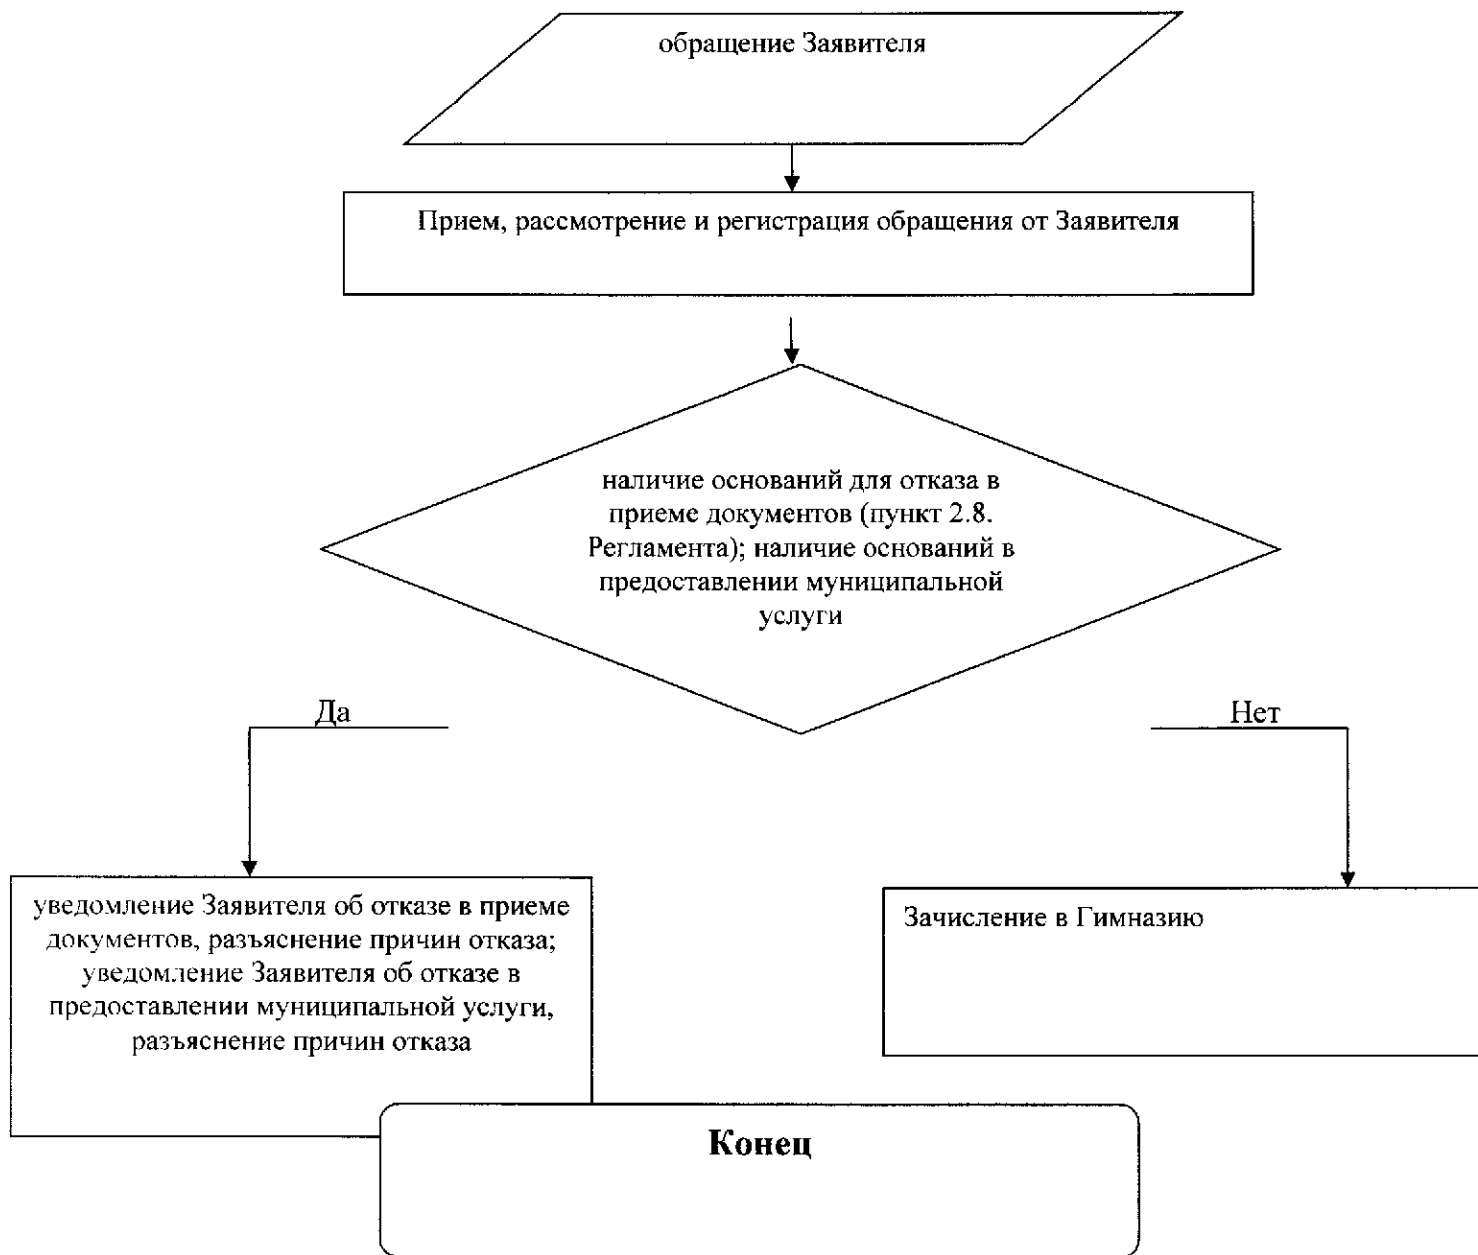 обращение Заявителя
Прием, рассмотрение и регистрация обращения от Заявителя
наличие оснований для отказа в
приеме документов (пункт 2.8.
Регламента); наличие оснований в
предоставлении муниципальной
услуги
Да
Нет
уведомление Заявителя об отказе в приеме
документов, разъяснение причин отказа;
уведомление Заявителя об отказе в
предоставлении муниципальной услуги,
разъяснение причин отказа
Зачисление в Гимназию
Конец